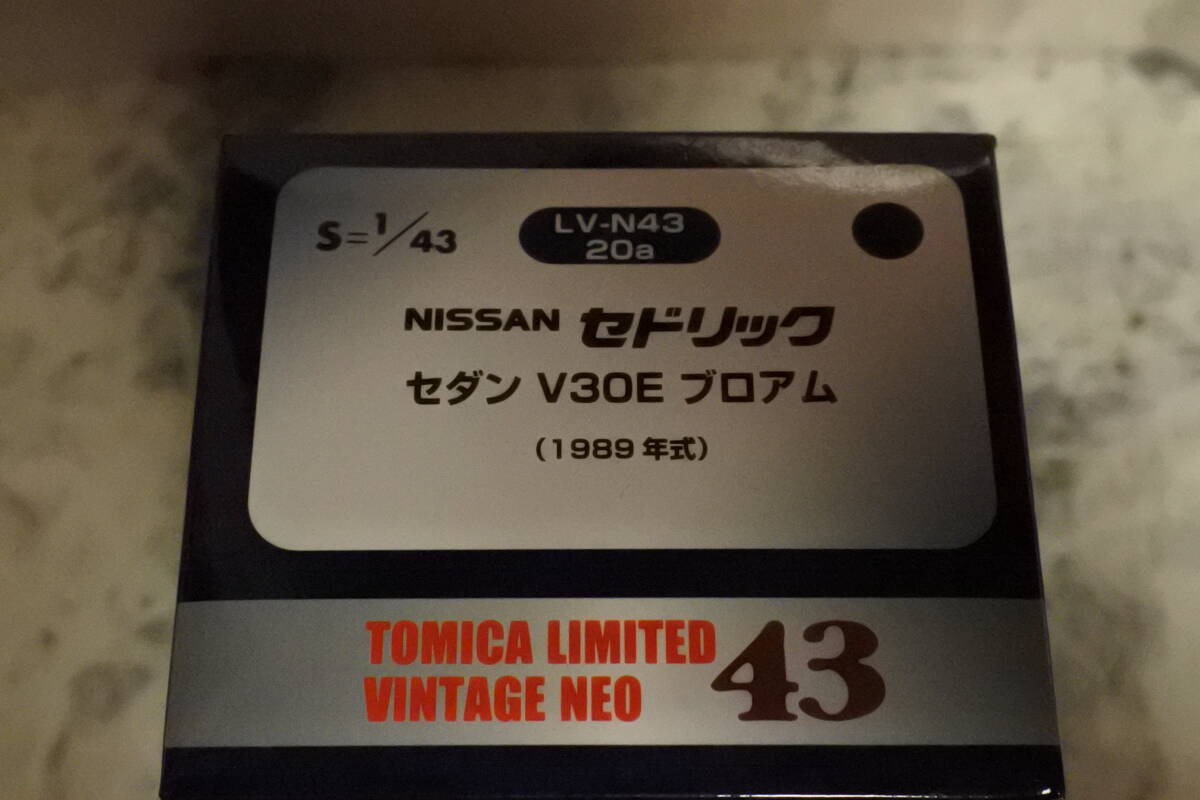 S=1/43
LV-N43
20a
NISSAN セドリック
セダン V30E ブロアム
(1989 年式)
TOMICA LIMITED
VINTAGE NEO 43